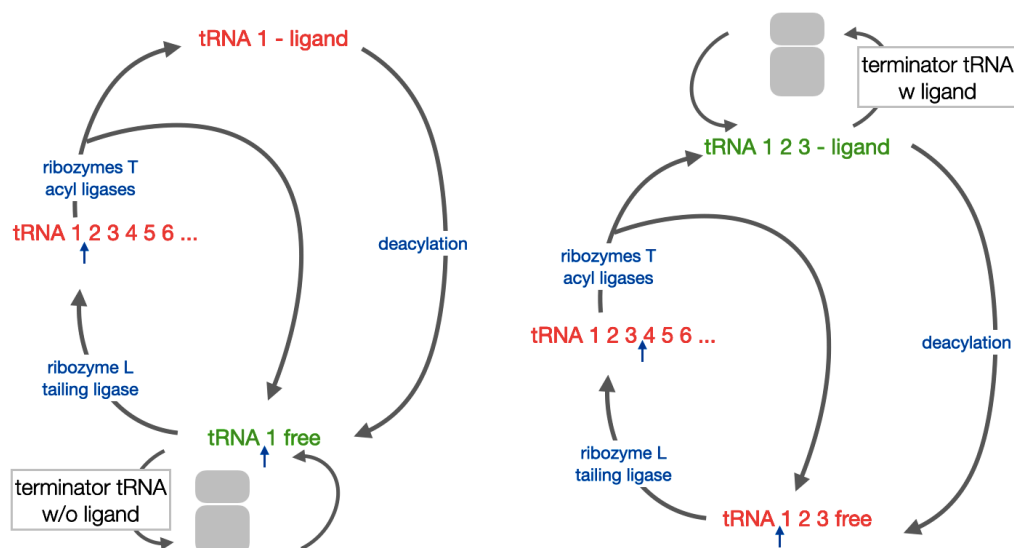 tRNA 1 - ligand
ribozymes T
acyl ligases
tRNA 1 2 3 4 5 6 ...
deacylation
ribozyme L
tailing ligase
tRNA 1 free
terminator tRNA
w/o ligand
terminator tRNA
w ligand
tRNA 1 2 3 - ligand
ribozymes T
acyl ligases
tRNA 1 2 3 4 5 6 ...
deacylation
ribozyme L
tailing ligase
tRNA 1 2 3 free